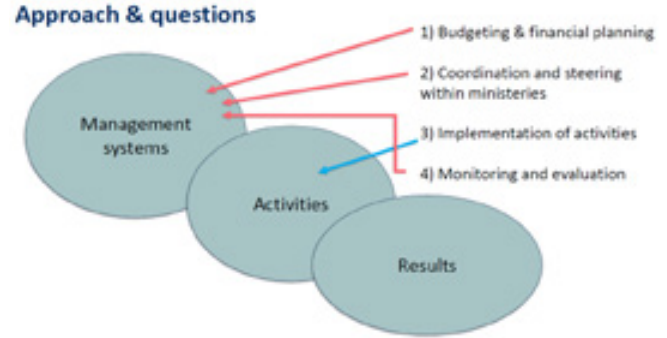 Approach & questions
1) Budgeting & financial planning
2) Coordination and steering
within ministeries
3) Implementation of activities
4) Monitoring and evaluation
Management
systems
Activities
Results